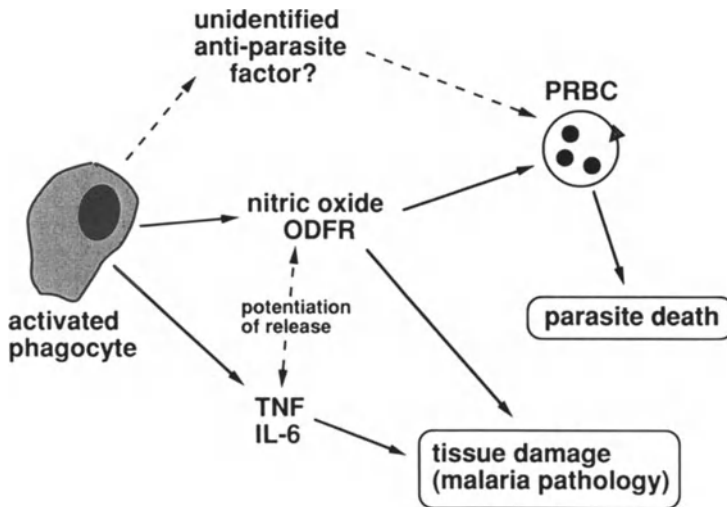 unidentified
anti-parasite
factor?
PRBC
nitric oxide
ODFR
activated
phagocyte
potentiation
of release
parasite death
TNF
IL-6
tissue damage
(malaria pathology)